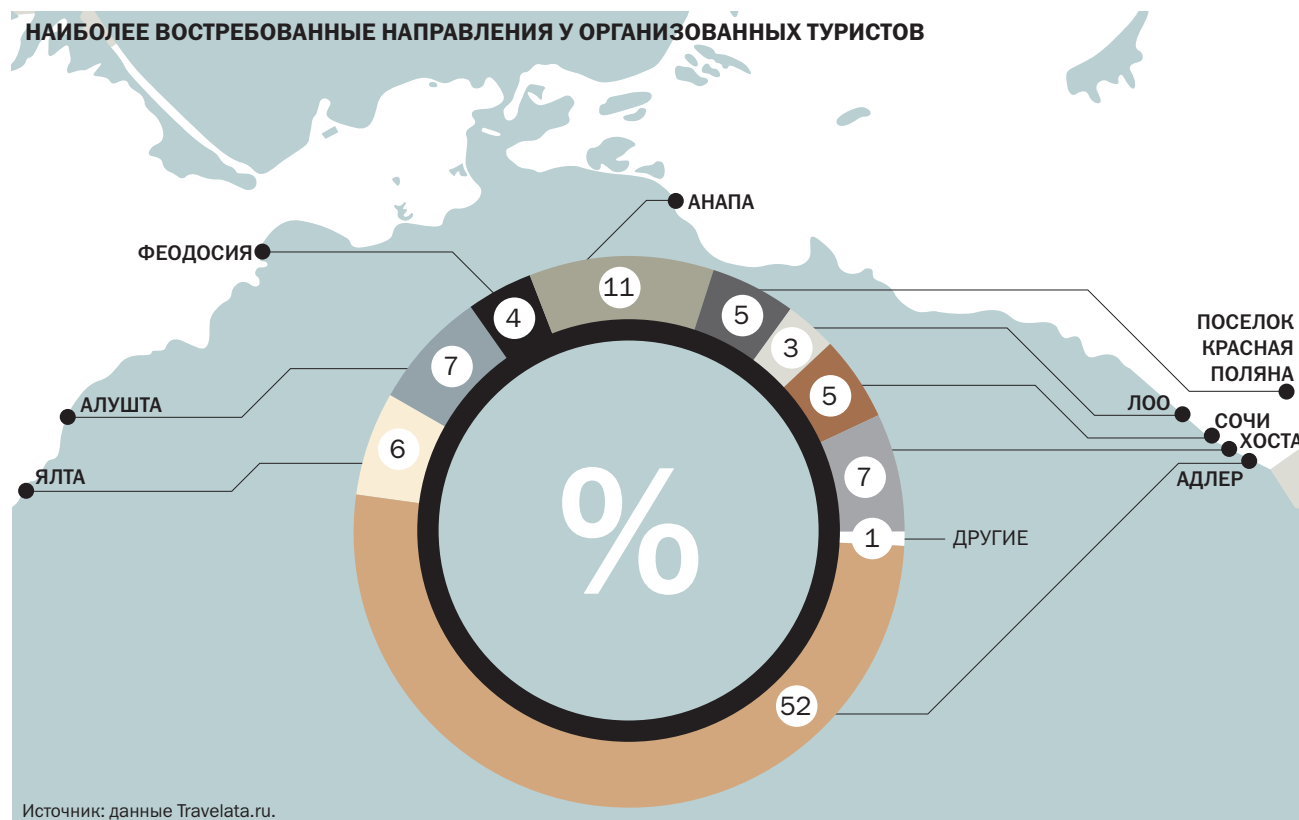 НАИБОЛЕЕ ВОСТРЕБОВАННЫЕ НАПРАВЛЕНИЯ У ОРГАНИЗОВАННЫХ ТУРИСТОВ
АНАПА
ФЕОДОСИЯ
11
4
5
ПОСЕЛОК
КРАСНАЯ
ПОЛЯНА
3
7
5
АЛУШТА
ЛОО
СОЧИ
ХОСТА
6
ЯЛТА
7
АДЛЕР
%
1
ДРУГИЕ
52
Источник: данные Travelata.ru.